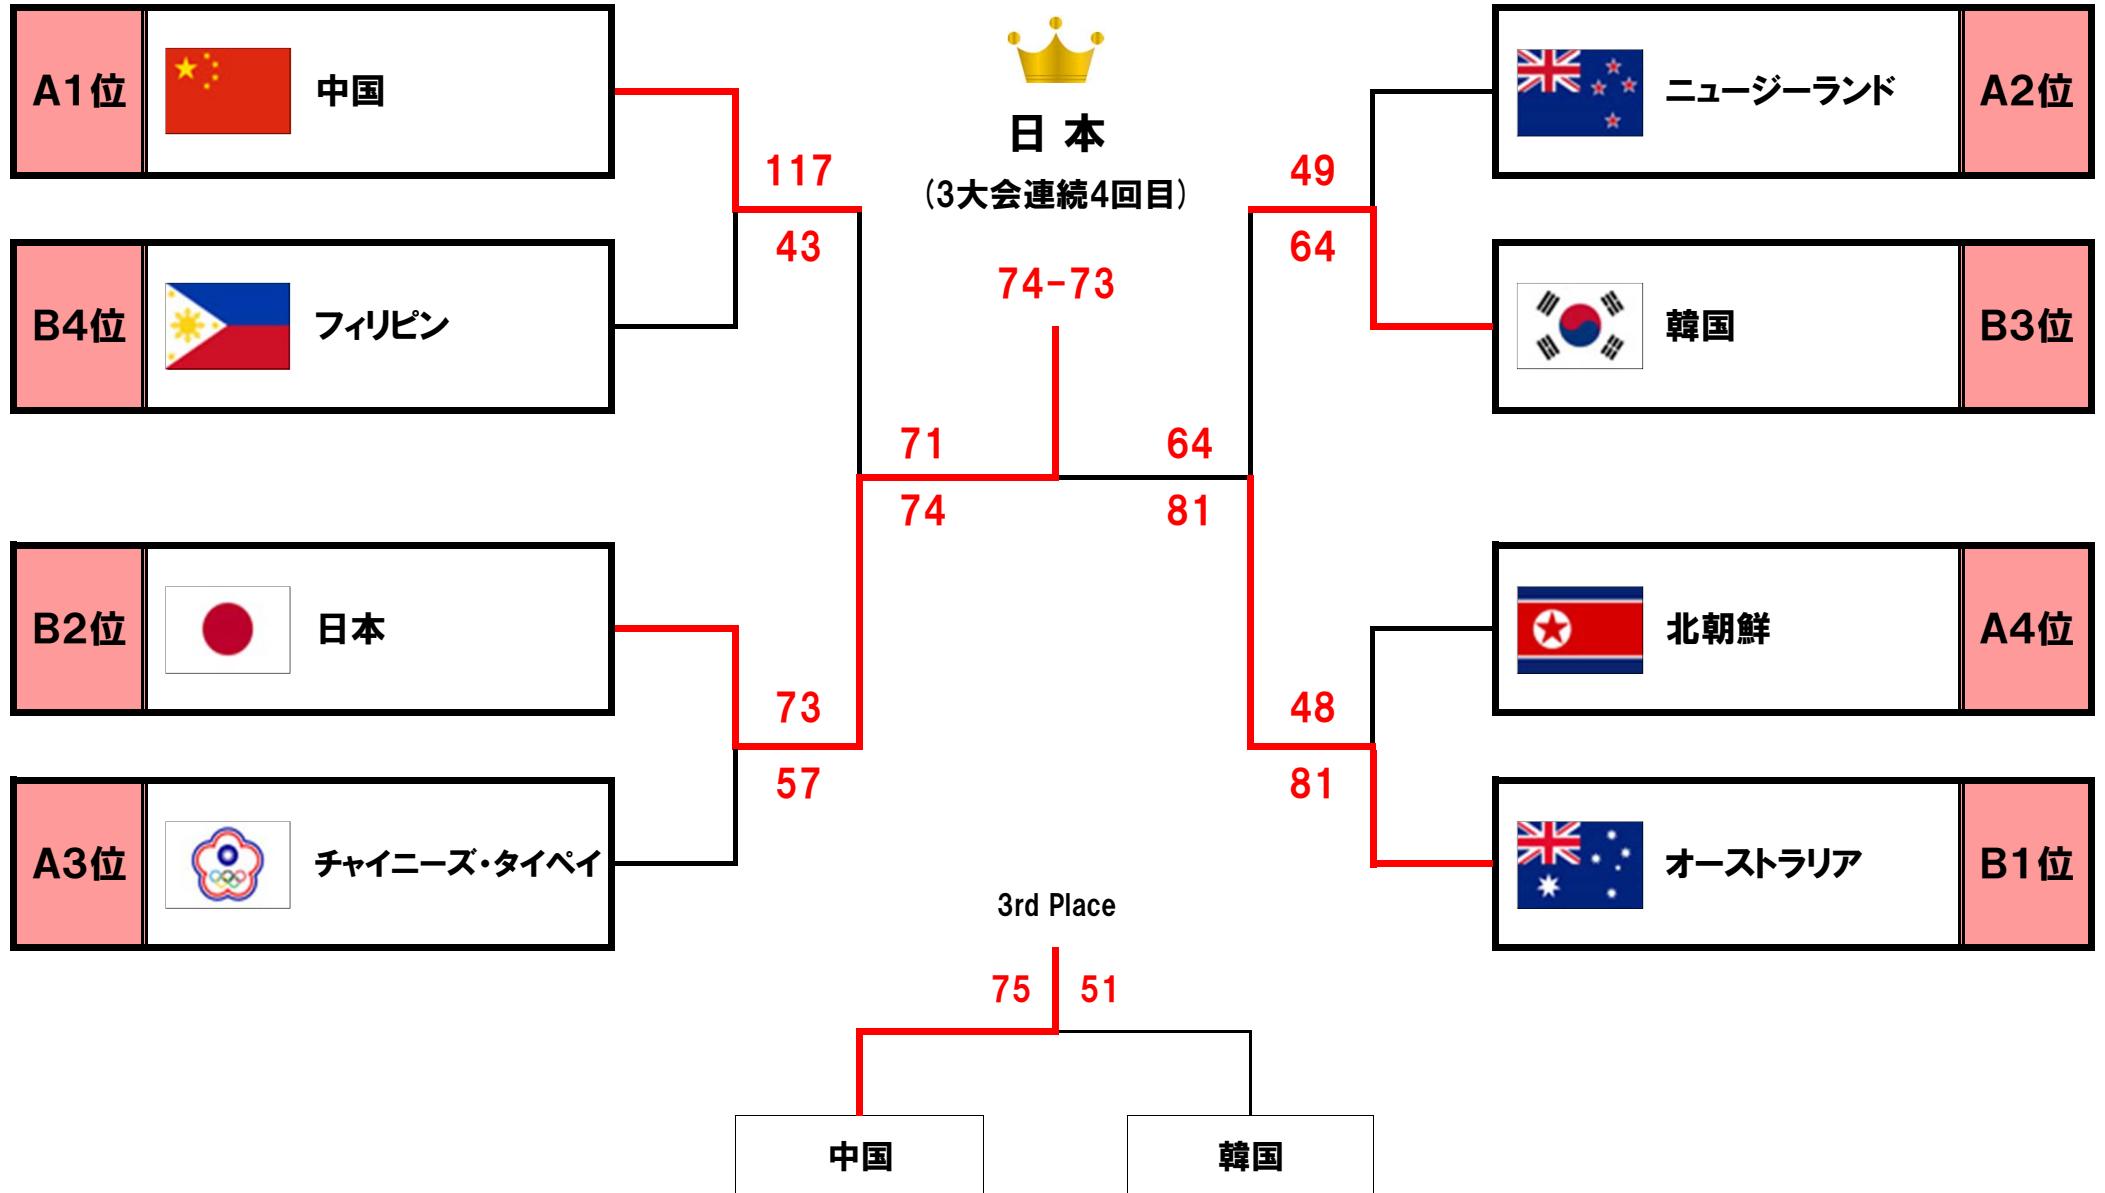 A1位
中国
日本
ニュージーランド
A2位
117
(3大会連続4回目)
49
43
64
B4位
フィリピン
74-73
韓国
B3位
71
64
74
81
B2位
日本
北朝鮮
A4位
73
48
57
81
A3位
チャイニーズ・タイペイ
オーストラリア
B1位
3rd Place
75
51
中国
韓国